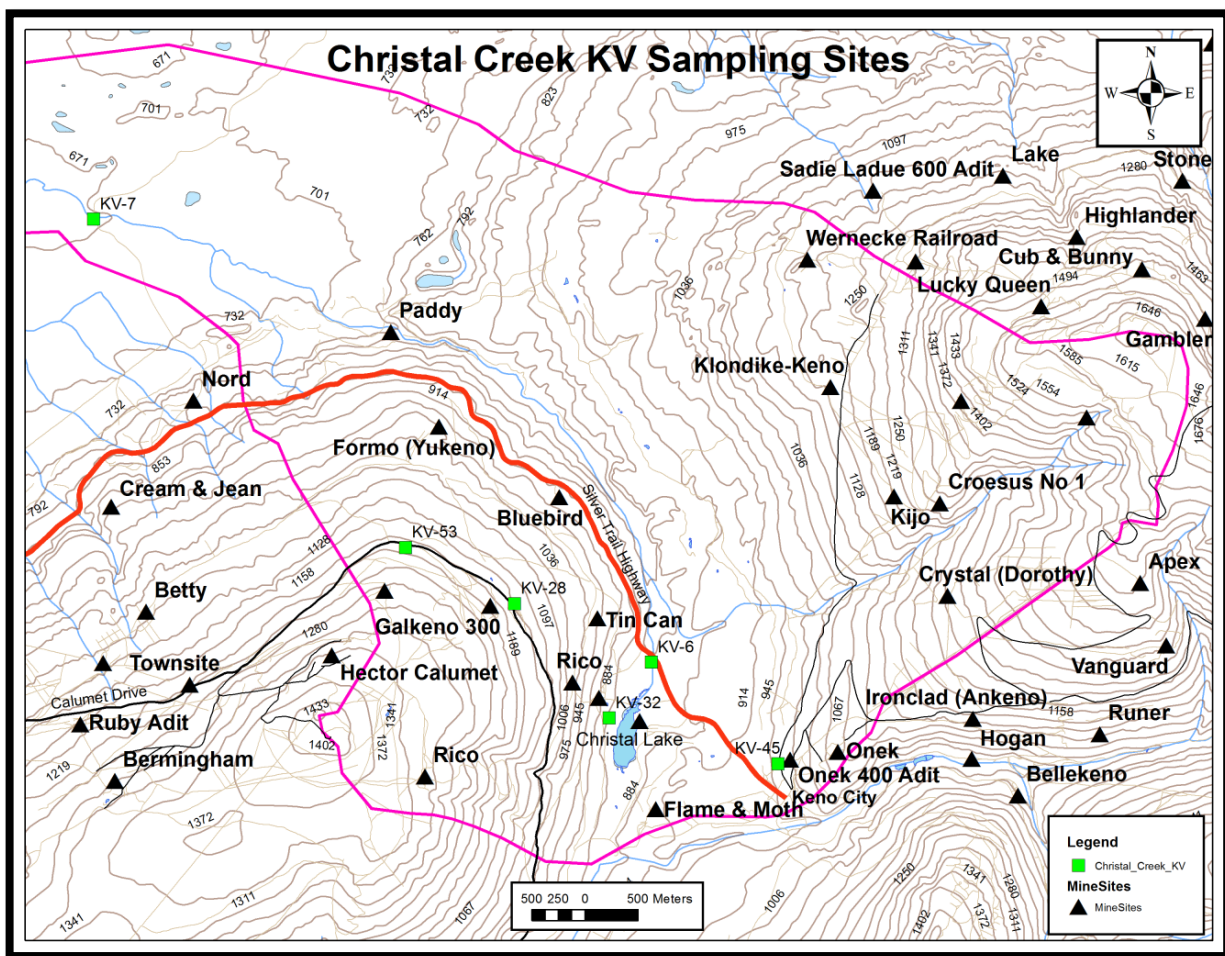 Christal Creek KV Sampling Sites
N
W E
S
671
732
732
823
701
671
975
1097
Lake
1280
Stone
Sadie Ladue 600 Adit
KV-7
701
792
762
Highlander
Wernecke Railroad
Cub & Bunny
1463
1494
Lucky Queen
1036
1250
1646
Gambler
732
Paddy
1311
1341
1433
1372
1585
1615
Klondike-Keno
1524
1554
1646
1676
Nord
914
732
1402
Formo (Yukeno)
1036
1189
1250
1219
853
1128
Cream & Jean
792
Bluebird
Silver Trail Highway
Croesus No 1
Kijo
KV-53
1128
1036
1158
KV-28
1097
Crystal (Dorothy)
Apex
Betty
Galkeno 300
Tin Can
1280
1189
Townsite
Hector Calumet
Rico
KV-6
884
Vanguard
Calumet Drive
Ruby Adit
1433
1341
1402
1006
945
KV-32
Christal Lake
914
945
1067
Ironclad (Ankeno)
1158
Runer
1372
975
KV-45
Onek
Hogan
1219
Bermingham
Rico
Onek 400 Adit
Keno City
Bellekeno
884
Flame & Moth
1372
1311
1341
1067
1006
1250
1341
1280
1372
1311
1402
500 250 0 500 Meters
Legend
Christal_Creek_KV
MineSites
MineSites